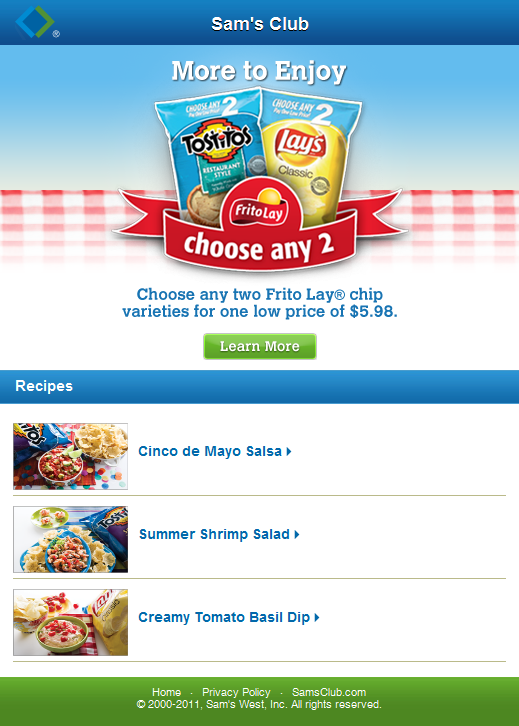 ®
Sam's Club
More to Enjoy
CHOOSE ANY 2
CHOOSE ANY 2
TOSTITOS
RESTAURANT
STYLE
Lay's
Classic
Frito Lay
choose any 2
Choose any two Frito Lay® chip
varieties for one low price of $5.98.
Learn More
Recipes
Cinco de Mayo Salsa
Summer Shrimp Salad
Creamy Tomato Basil Dip
Home · Privacy Policy · SamsClub.com
© 2000-2011, Sam's West, Inc. All rights reserved.